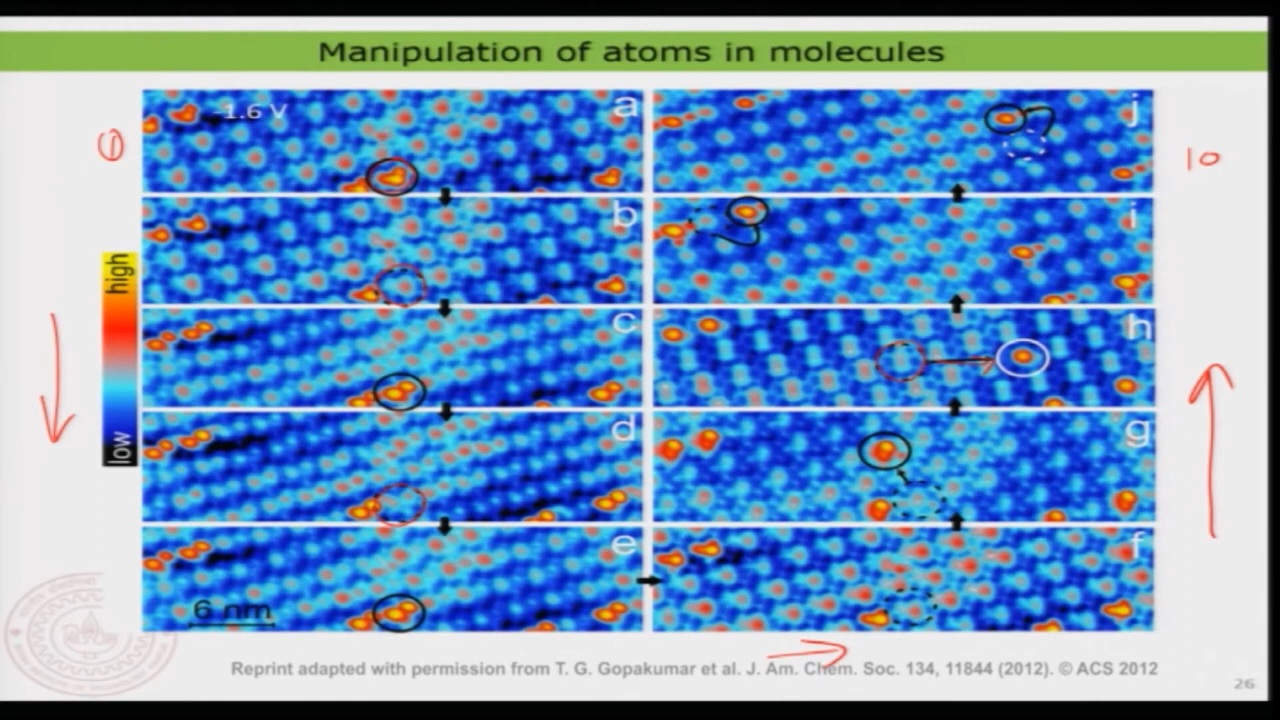 Manipulation of atoms in molecules
-1.6 V
a
b
c
d
e
6 nm
high
low
j
i
h
g
f
10
Reprint adapted with permission from T. G. Gopakumar et al. J. Am. Chem. Soc. 134, 11844 (2012). © ACS 2012
26